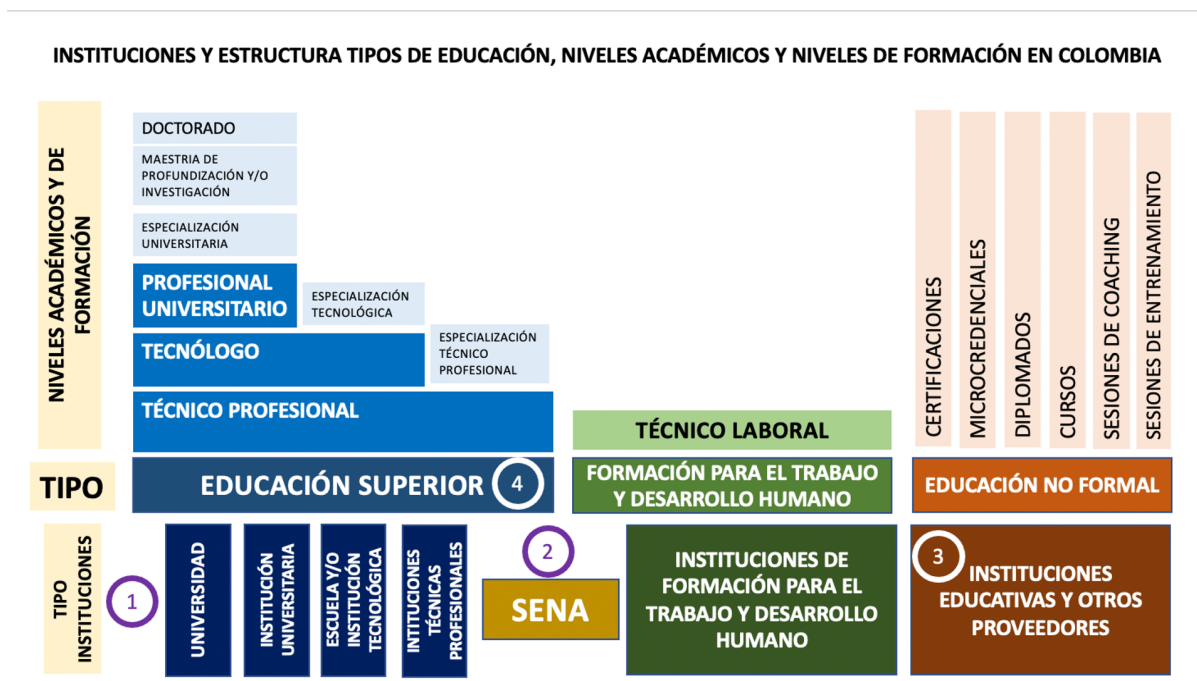 INSTITUCIONES Y ESTRUCTURA TIPOS DE EDUCACIÓN, NIVELES ACADÉMICOS Y NIVELES DE FORMACIÓN EN COLOMBIA
NIVELES ACADÉMICOS Y DE
FORMACIÓN
DOCTORADO
MAESTRIA DE
PROFUNDIZACIÓN Y/O
INVESTIGACIÓN
ESPECIALIZACIÓN
UNIVERSITARIA
PROFESIONAL
UNIVERSITARIO
ESPECIALIZACIÓN
TECNOLÓGICA
TECNÓLOGO
ESPECIALIZACIÓN
TÉCNICO
PROFESIONAL
TÉCNICO PROFESIONAL
TÉCNICO LABORAL
CERTIFICACIONES
MICROCREDENCIALES
DIPLOMADOS
CURSOS
SESIONES DE COACHING
SESIONES DE ENTRENAMIENTO
TIPO
EDUCACIÓN SUPERIOR
4
FORMACIÓN PARA EL TRABAJO
Y DESARROLLO HUMANO
EDUCACIÓN NO FORMAL
TIPO
INSTITUCIONES
1
UNIVERSIDAD
INSTITUCIÓN
UNIVERSITARIA
ESCUELA Y/O
INSTITUCIÓN
TECNOLÓGICA
INTITUCIONES
TÉCNICAS
PROFESIONALES
2
SENA
INSTITUCIONES DE
FORMACIÓN PARA EL
TRABAJO Y DESARROLLO
HUMANO
3
INSTITUCIONES
EDUCATIVAS Y OTROS
PROVEEDORES